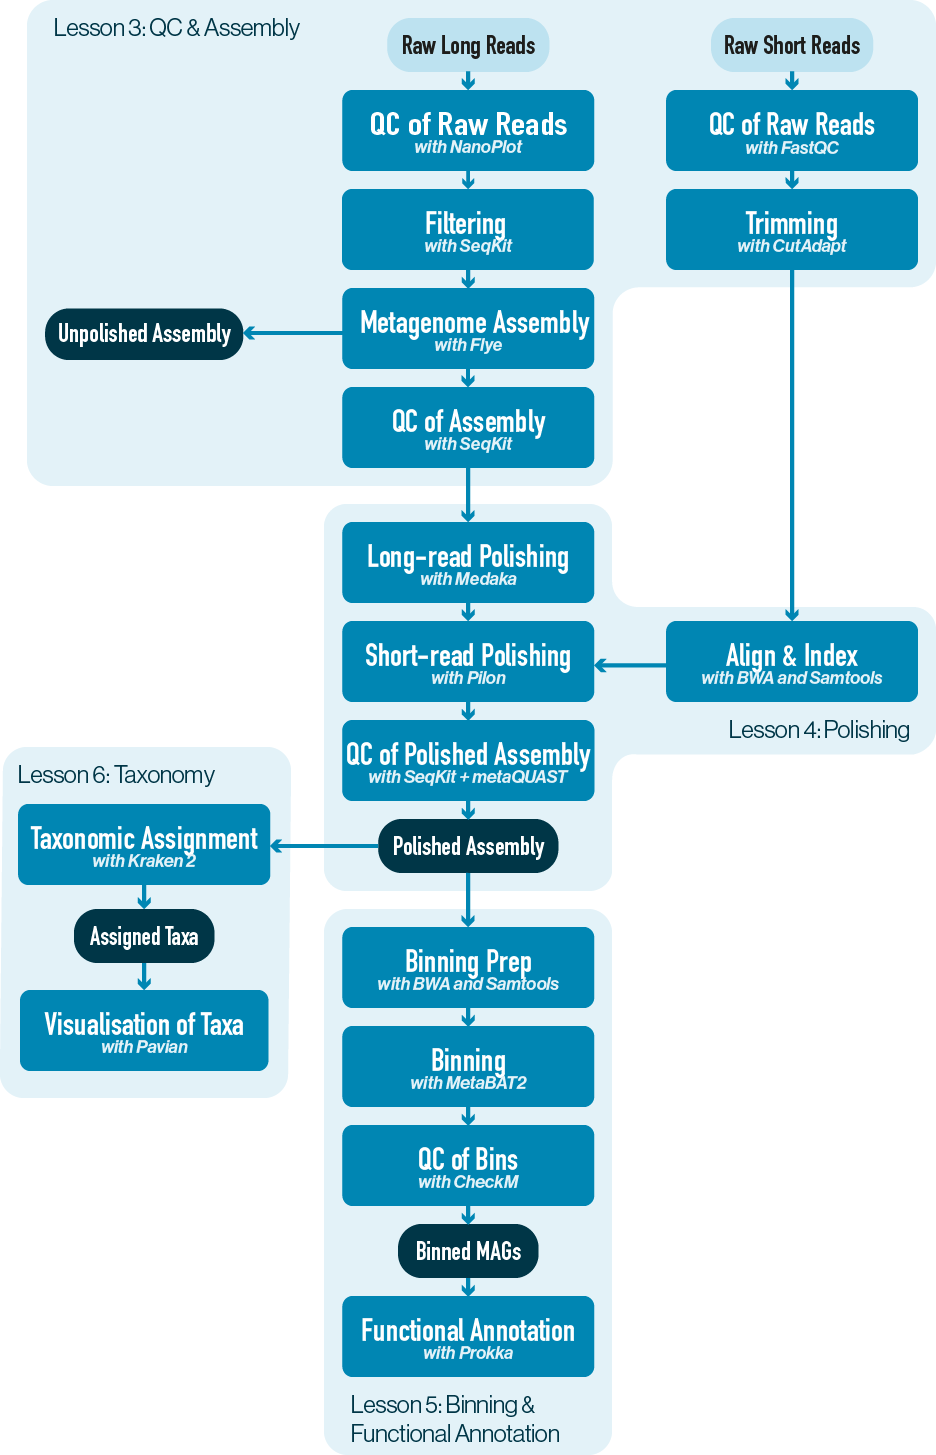 Lesson 3: QC & Assembly
Raw Long Reads
Raw Short Reads
QC of Raw Reads
with NanoPlot
QC of Raw Reads
with FastQC
Filtering
with SeqKit
Trimming
with CutAdapt
Metagenome Assembly
with Flye
Unpolished Assembly
QC of Assembly
with SeqKit
Long-read Polishing
with Medaka
Short-read Polishing
with Pilon
Align & Index
with BWA and Samtools
Lesson 4: Polishing
QC of Polished Assembly
with SeqKit + metaQUAST
Polished Assembly
Lesson 6: Taxonomy
Taxonomic Assignment
with Kraken 2
Assigned Taxa
Visualisation of Taxa
with Pavian
Binning Prep
with BWA and Samtools
Binning
with MetaBAT2
QC of Bins
with CheckM
Binned MAGs
Functional Annotation
with Prokka
Lesson 5: Binning &
Functional Annotation